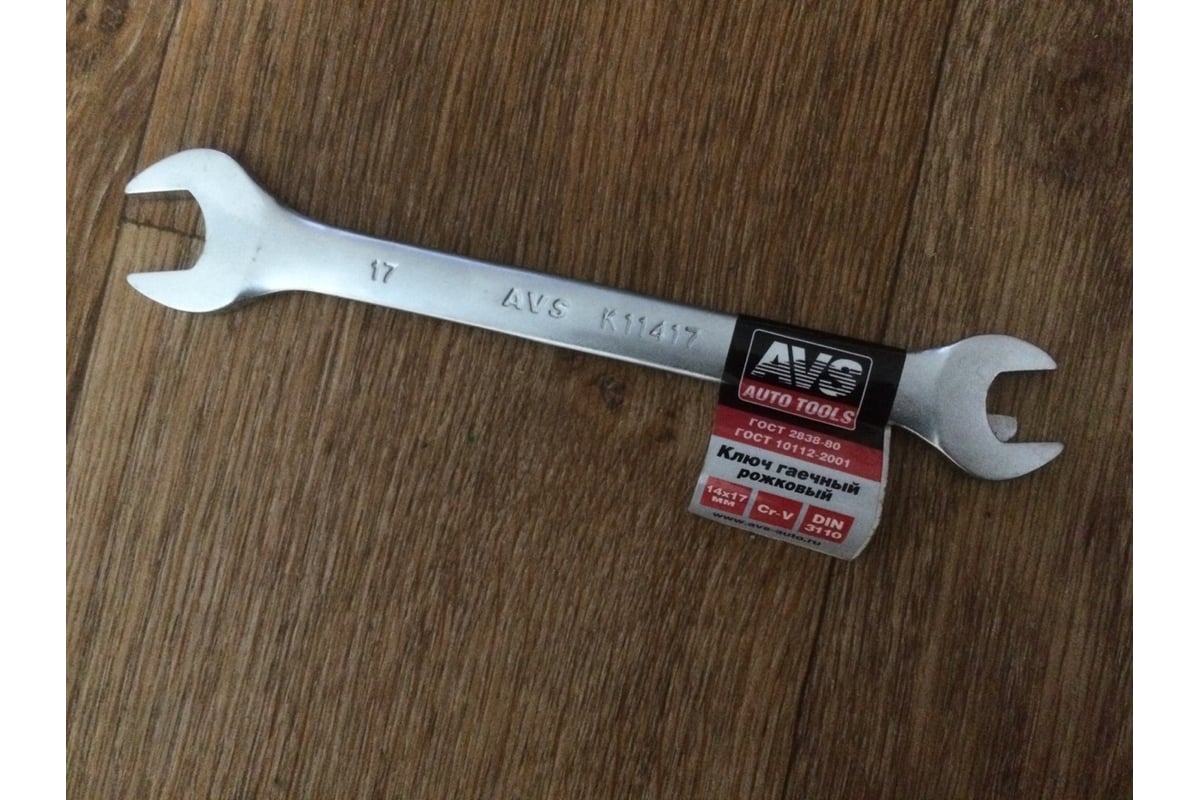 17
AVS K11417
AVS
AUTO TOOLS
ГОСТ 2838-80
ГОСТ 10112-2001
Ключ гаечный
рожковый
14x17 мм
Cr-V
DIN 3110
www.avs-auto.ru